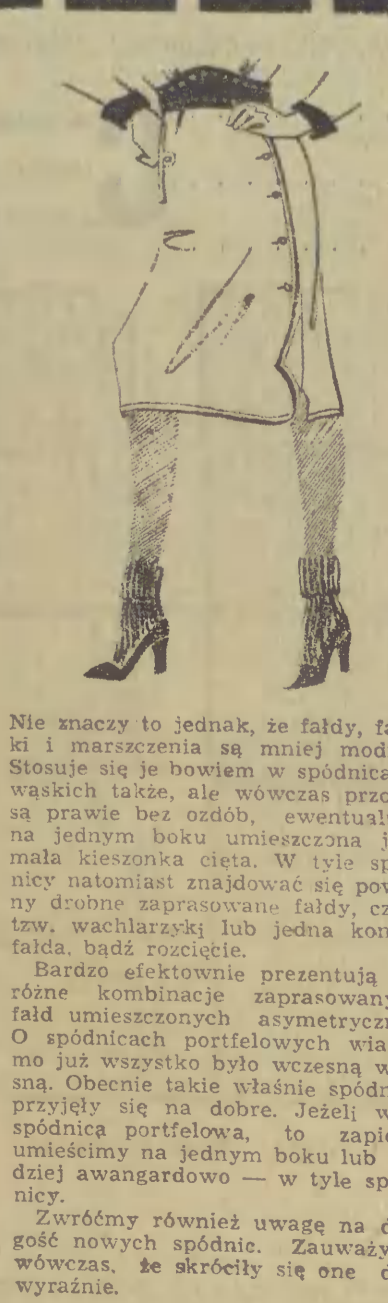 Nie znaczy to jednak, że fałdy, fa
ki i marszczenia są mniej mod
Stosuje się je bowiem w spódnica
wąskich także, ale wówczas przo
są prawie bez ozdób, ewentual
na jednym boku umieszczona j
mała kieszonka cięta. W tyle sp
nicy natomiast znajdować się pow
ny drobne zaprasowane fałdy, cz
tzw. wachlarzyki lub jedna kon
fałda, bądź rozcięcie.
Bardzo efektownie prezentują
różne kombinacje zaprasowany
fałd umieszczonych asymetryczn
O spódnicach portfelowych wia
mo już wszystko było wczesną w
sną. Obecnie takie właśnie spódn
przyjęły się na dobre. Jeżeli w
spódnicą portfelowa, to zapię
umieścimy na jednym boku lub
dziej awangardowo — w tyle sp
nicy.
Zwróćmy również uwagę na d
gość nowych spódnic. Zauważy
wówczas, że skróciły się one d
wyraźnie.